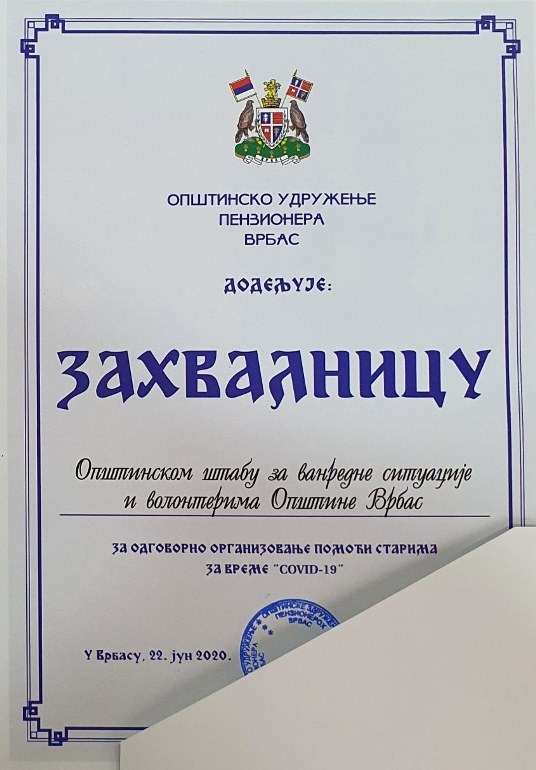 ОПШТИНСКО УДРУЖЕЊЕ
ПЕНЗИОНЕРА
ВРБАС
ДОДЕЉУЈЕ:
ЗАХВАЛНИЦУ
Општинском штабу за ванредне ситуације
и волонтерима Општине Врбас
ЗА ОДГОВОРНО ОРГАНИЗОВАЊЕ ПОМОЋИ СТАРИМА
ЗА ВРЕМЕ "COVID-19"
У Врбасу, 22. јун 2020.